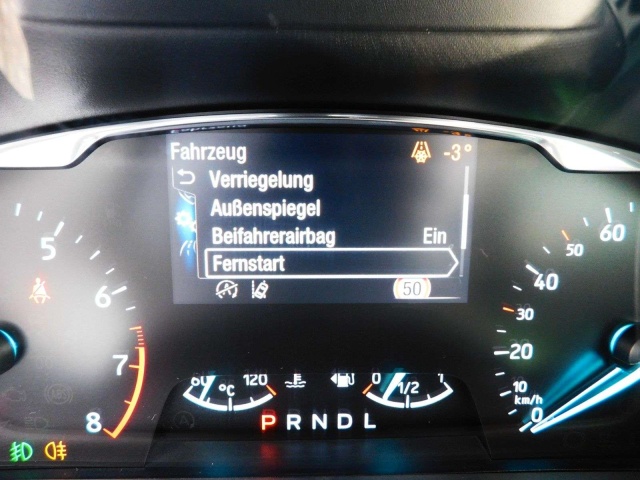 Fahrzeug -3°
Verriegelung
Außenspiegel
Beifahrerairbag Ein
Fernstart
50
5
6
7
8
60
50
40
30
20
10
km/h
0
60 °C 120
0 1/2 1
P R N D L